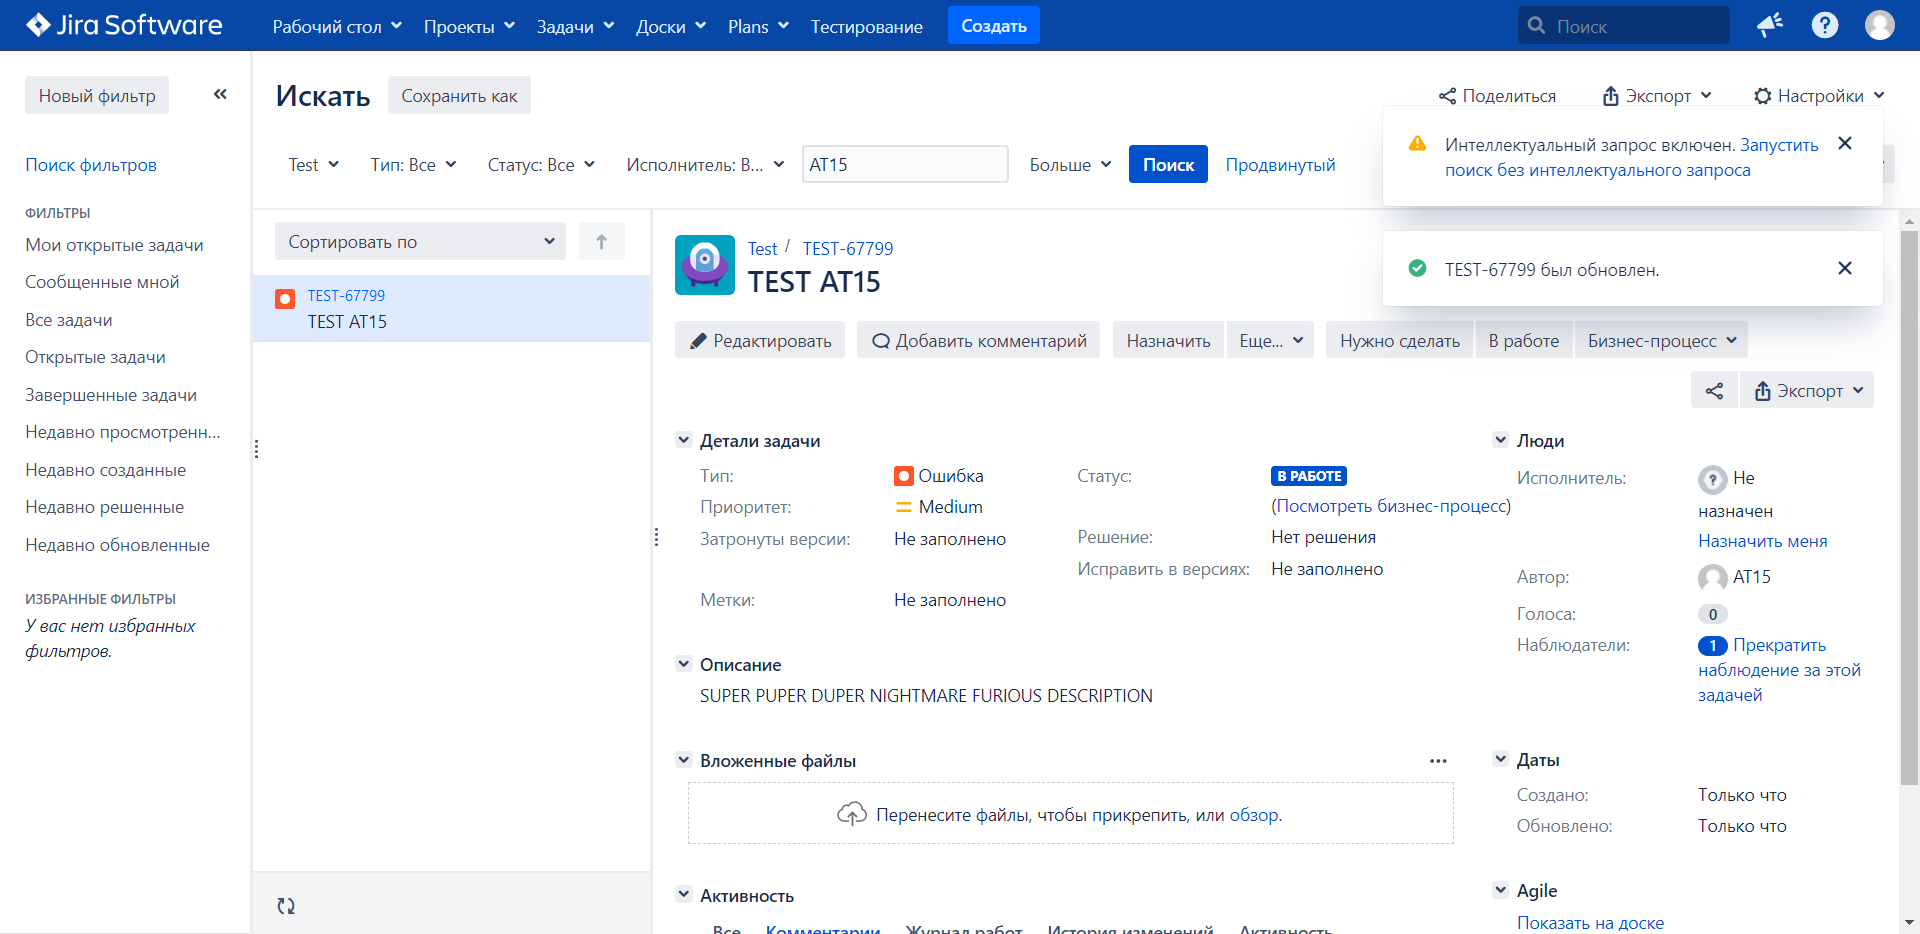 Jira Software
Рабочий стол Проекты Задачи Доски Plans Тестирование Создать Поиск
Новый фильтр
Поиск фильтров
ФИЛЬТРЫ
Мои открытые задачи
Сообщенные мной
Все задачи
Открытые задачи
Завершенные задачи
Недавно просмотренн...
Недавно созданные
Недавно решенные
Недавно обновленные
ИЗБРАННЫЕ ФИЛЬТРЫ
У вас нет избранных
фильтров.
Искать Сохранить как
Поделиться Экспорт Настройки
Test Тип: Все Статус: Все Исполнитель: В... AT15 Больше Поиск Продвинутый
Интеллектуальный запрос включен. Запустить
поиск без интеллектуального запроса
TEST-67799 был обновлен.
Сортировать по
TEST-67799
TEST AT15
Test / TEST-67799
TEST AT15
Редактировать Добавить комментарий Назначить Еще... Нужно сделать В работе Бизнес-процесс
Экспорт
Детали задачи
Тип: Ошибка
Приоритет: Medium
Затронуты версии: Не заполнено
Метки: Не заполнено
Статус: В РАБОТЕ
(Посмотреть бизнес-процесс)
Решение: Нет решения
Исправить в версиях: Не заполнено
Описание
SUPER PUPER DUPER NIGHTMARE FURIOUS DESCRIPTION
Вложенные файлы
Перенесите файлы, чтобы прикрепить, или обзор.
Активность
Все Комментарии Журнал работ История изменений Активность
Люди
Исполнитель: Не
назначен
Назначить меня
Автор: AT15
Голоса: 0
Наблюдатели: 1 Прекратить
наблюдение за этой
задачей
Даты
Создано: Только что
Обновлено: Только что
Agile
Показать на доске